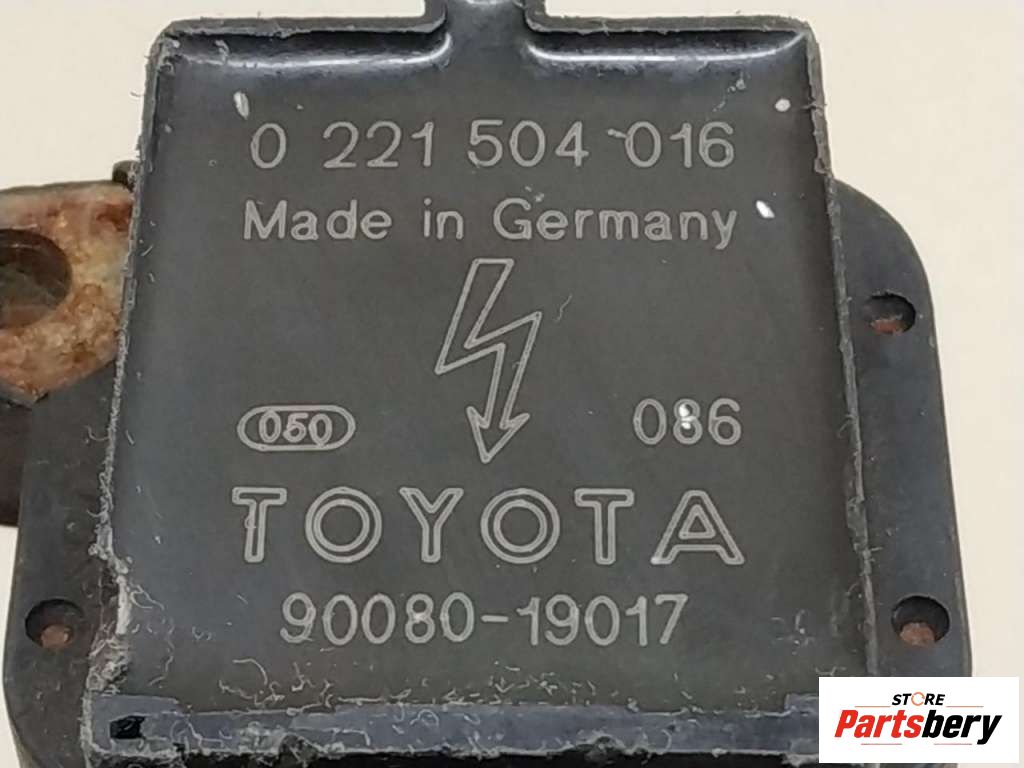 0 221 504 016
Made in Germany
050 086
TOYOTA
90080-19017
STORE
Partsbery